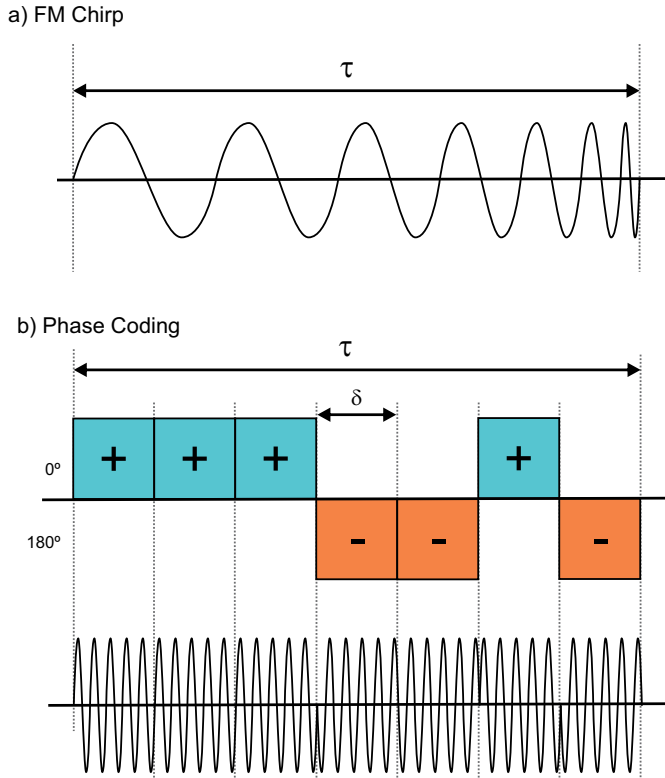 a) FM Chirp
τ
b) Phase Coding
τ
δ
0º
+ + + +
180º
- - -